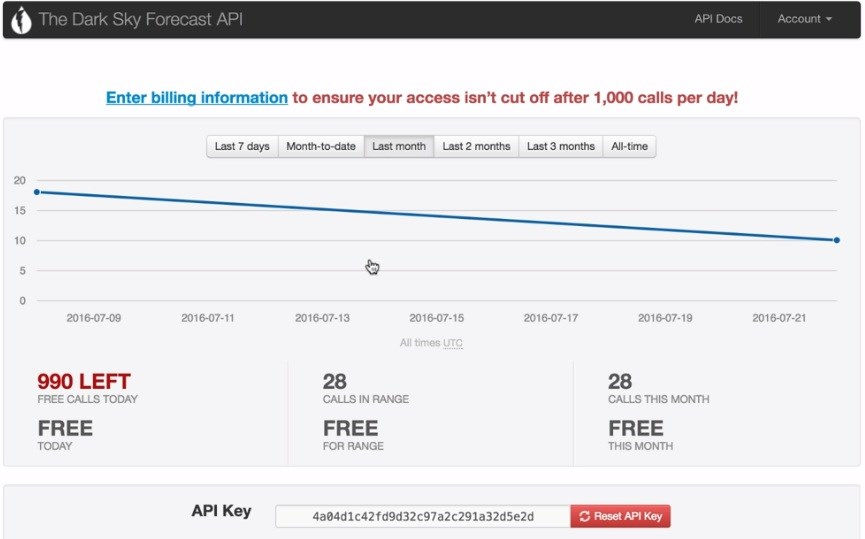 The Dark Sky Forecast API API Docs Account
Enter billing information to ensure your access isn't cut off after 1,000 calls per day!
Last 7 days Month-to-date Last month Last 2 months Last 3 months All-time
20
15
10
5
0
2016-07-09 2016-07-11 2016-07-13 2016-07-15 2016-07-17 2016-07-19 2016-07-21
All times UTC
990 LEFT 28 28
FREE CALLS TODAY CALLS IN RANGE CALLS THIS MONTH
FREE FREE FREE
TODAY FOR RANGE THIS MONTH
API Key 4a04d1c42fd9d32c97a2c291a32d5e2d Reset API Key